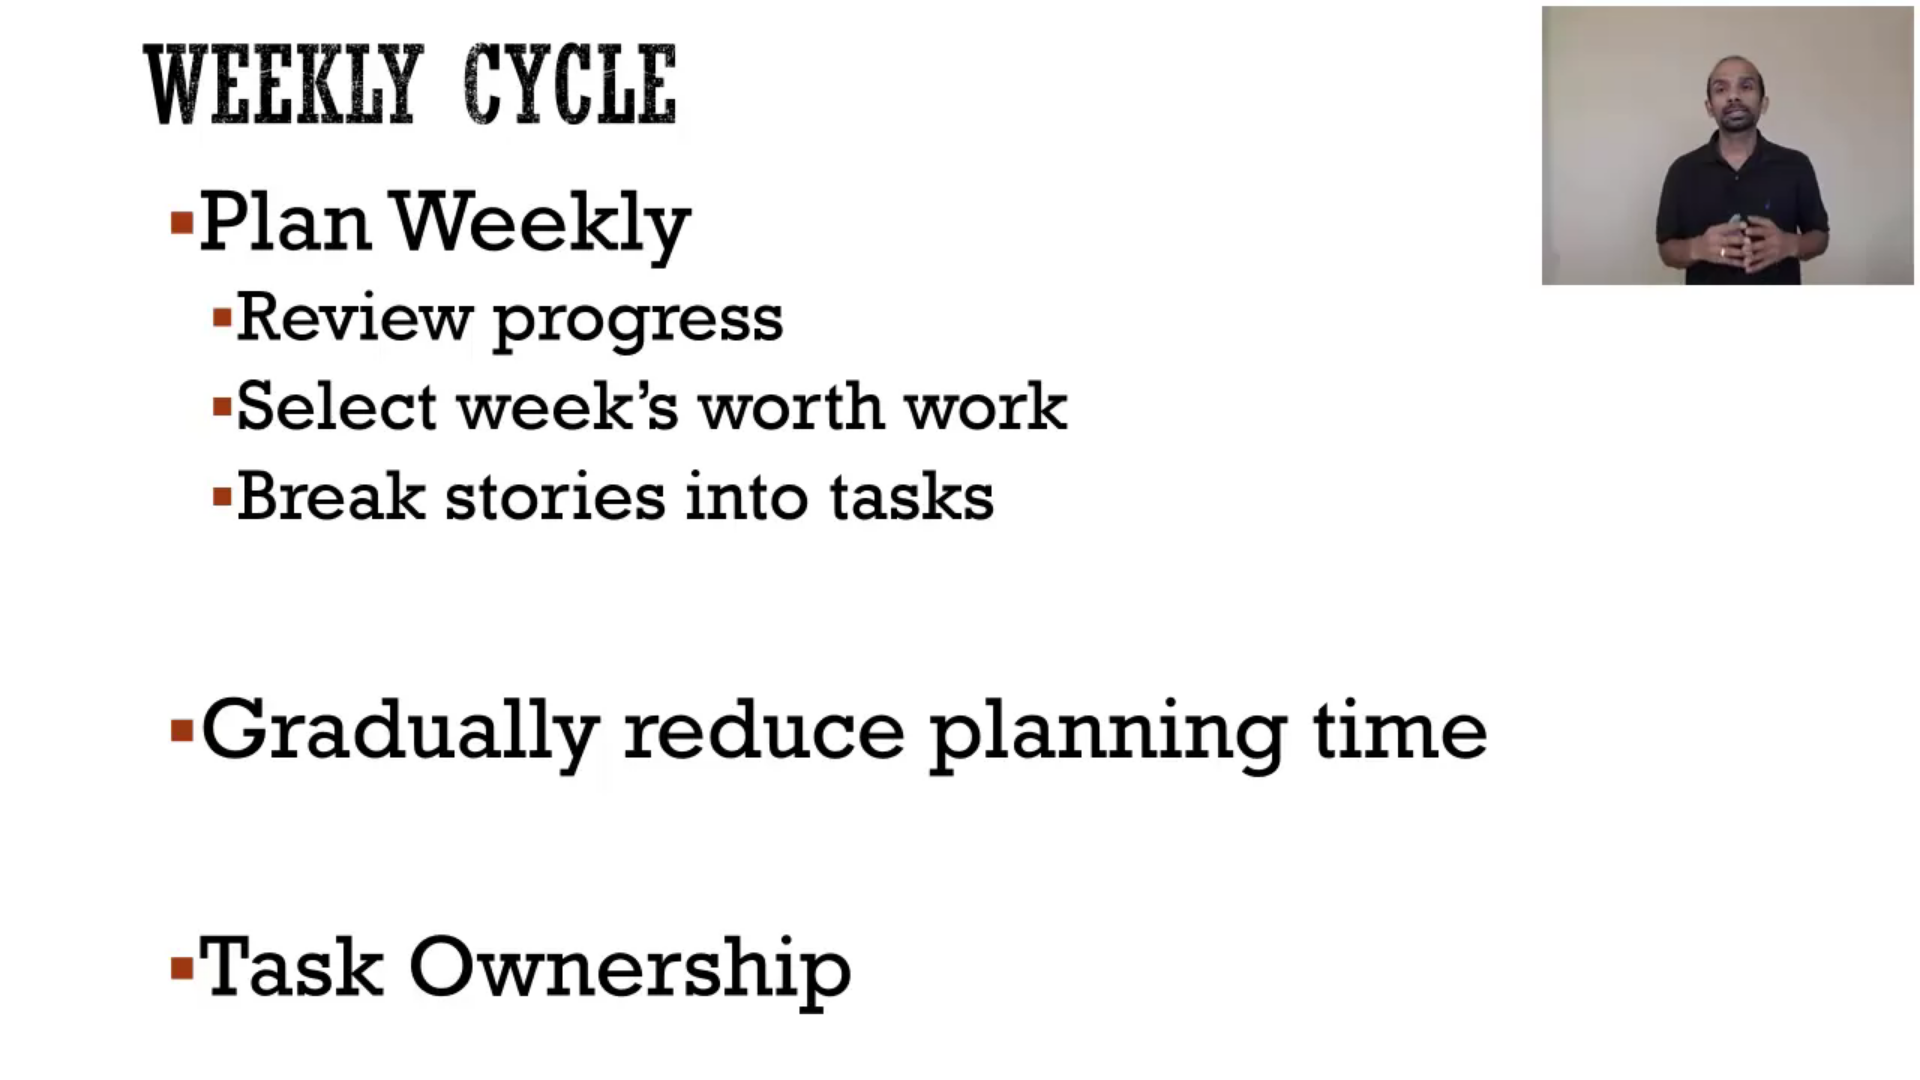 WEEKLY CYCLE
Plan Weekly
Review progress
Select week’s worth work
Break stories into tasks
Gradually reduce planning time
Task Ownership